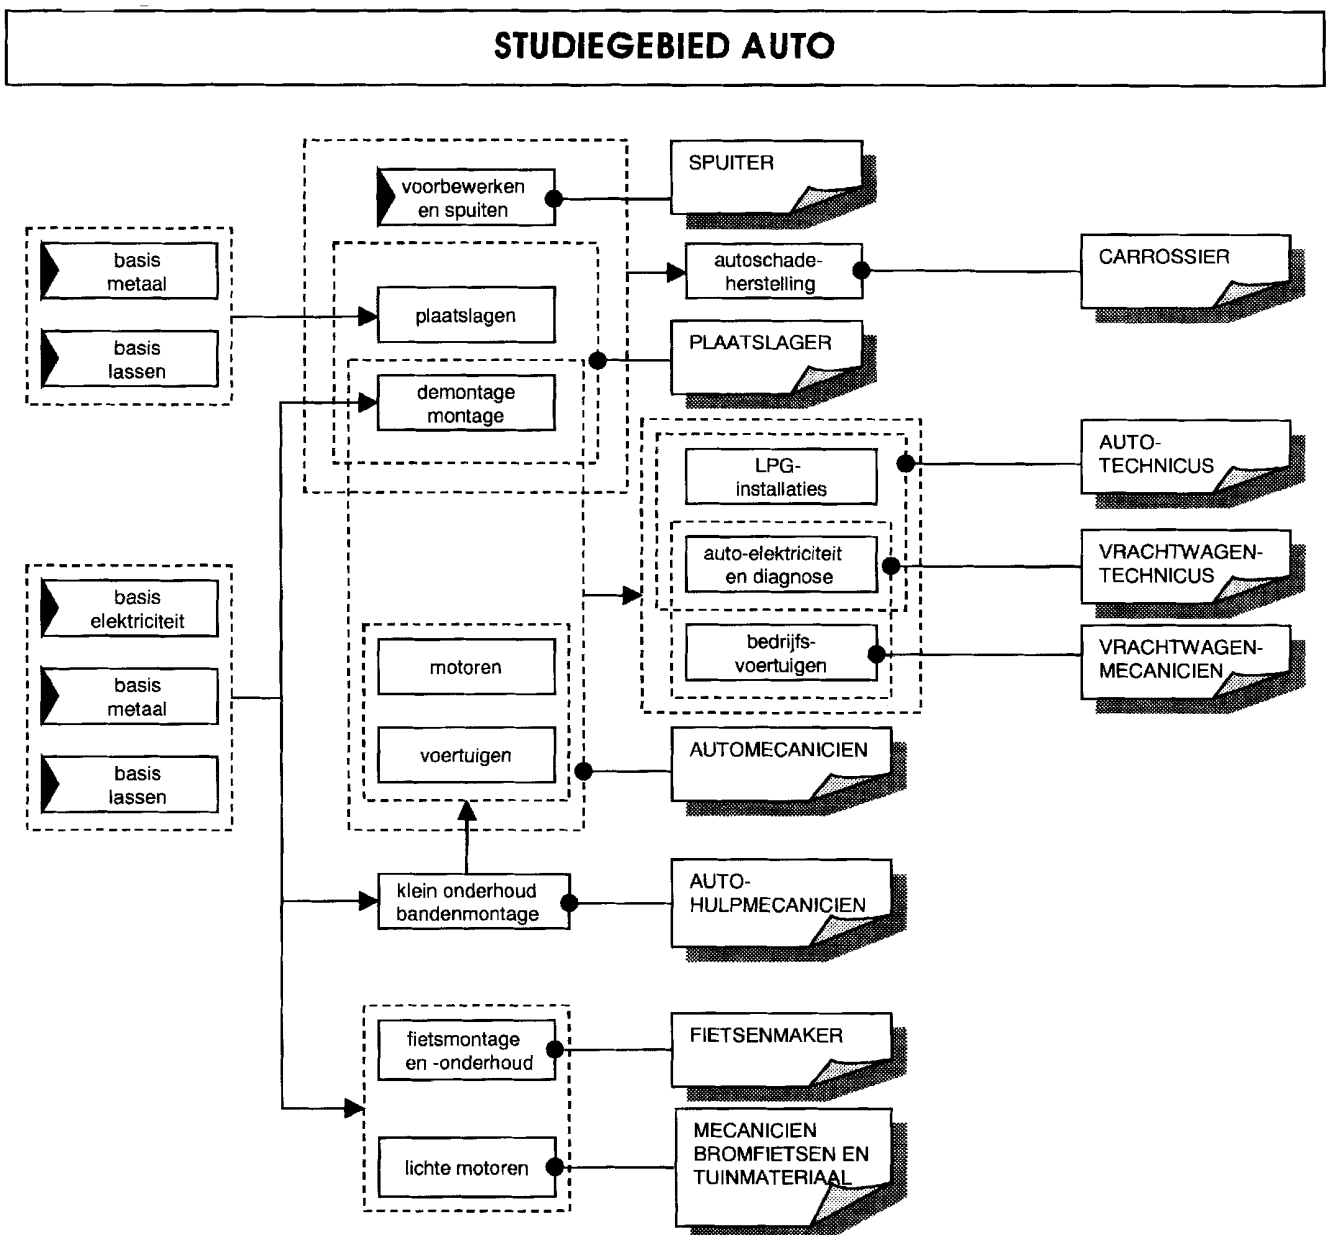 STUDIEGEBIED AUTO
voorbewerken
en spuiten
SPUITER
basis
metaal
basis
lassen
plaatslagen
demontage
montage
autoschade-
herstelling
CARROSSIER
PLAATSLAGER
LPG-
installaties
AUTO-
TECHNICUS
auto-elektriciteit
en diagnose
VRACHTWAGEN-
TECHNICUS
bedrijfs-
voertuigen
VRACHTWAGEN-
MECANICIEN
basis
elektriciteit
basis
metaal
basis
lassen
motoren
voertuigen
AUTOMECANICIEN
klein onderhoud
bandenmontage
AUTO-
HULPMECANICIEN
fietsmontage
en -onderhoud
FIETSENMAKER
lichte motoren
MECANICIEN
BROMFIETSEN EN
TUINMATERIAAL